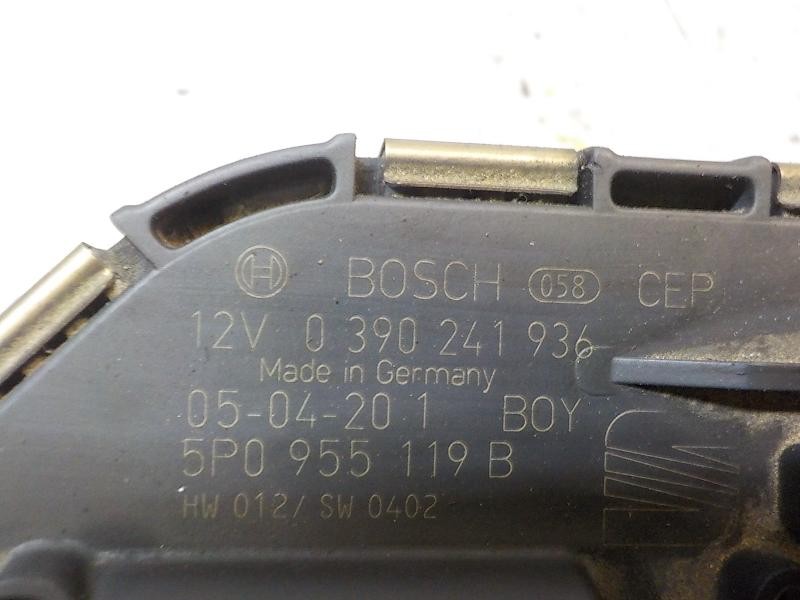 H BOSCH 058 CEP
12V 0 390 241 936
Made in Germany
05-04-20 1 BOY
5P0 955 119 B
HW 012/ SW 0402